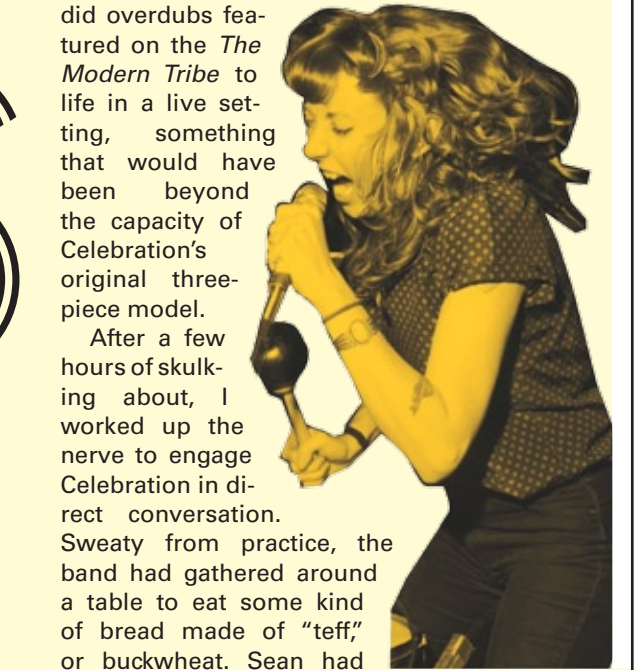 did overdubs fea-
tured on the The
Modern Tribe to
life in a live set-
ting, something
that would have
been beyond
the capacity of
Celebration's
original three-
piece model.
After a few
hours of skulk-
ing about, I
worked up the
nerve to engage
Celebration in di-
rect conversation.
Sweaty from practice, the
band had gathered around
a table to eat some kind
of bread made of “teff,”
or buckwheat. Sean had